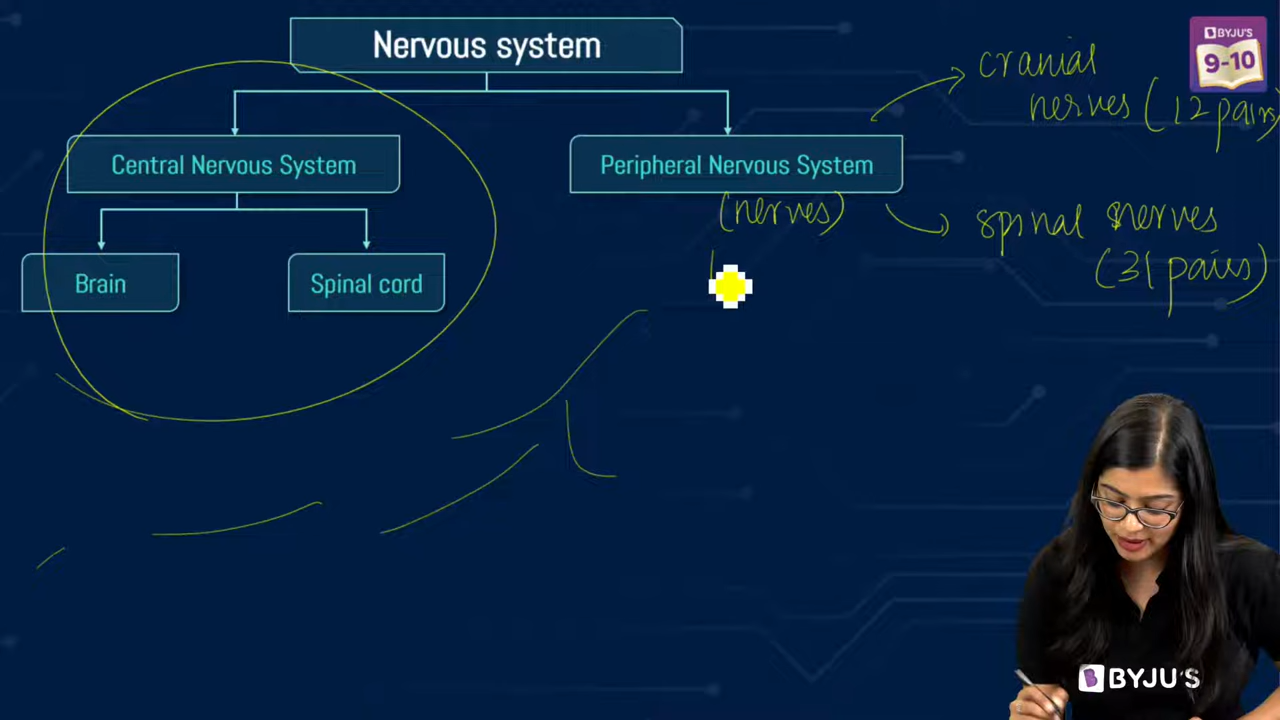 Nervous system
BYJU'S
9-10
cranial
nerves (12 pairs
Central Nervous System
Peripheral Nervous System
(nerves)
spinal nerves
(31 pairs)
Brain
Spinal cord
BYJU'S